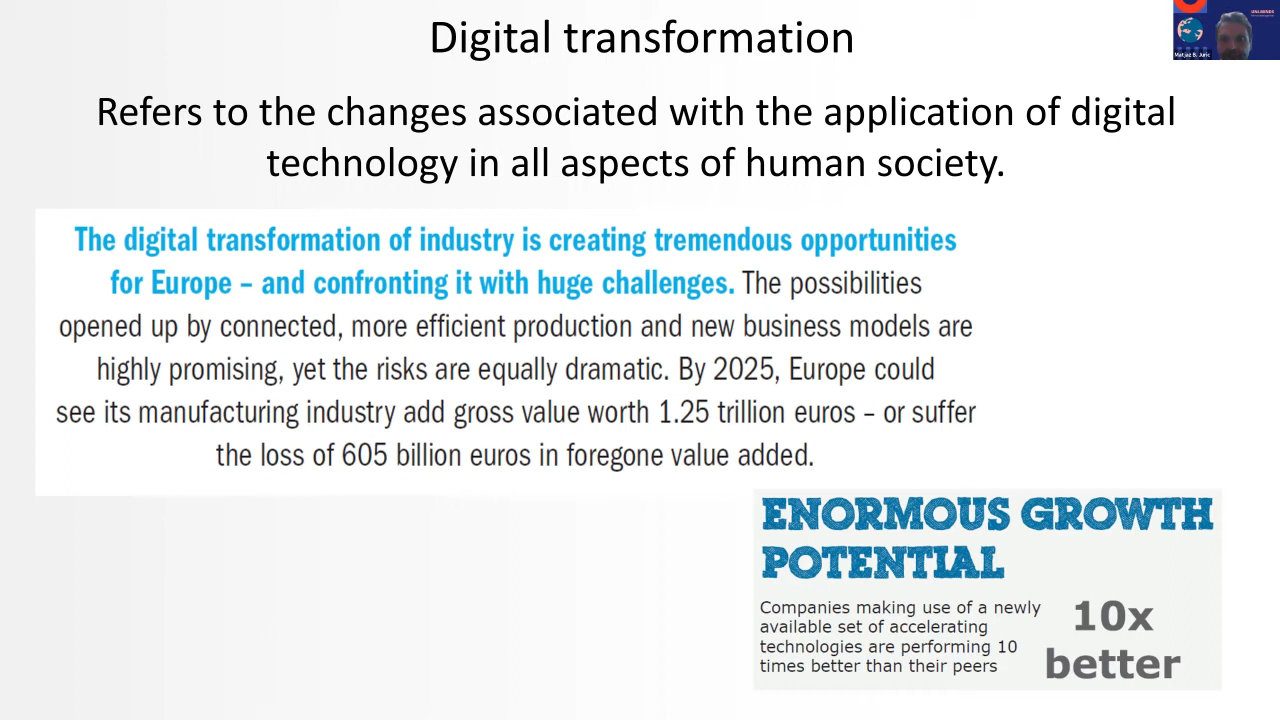 Digital transformation
Refers to the changes associated with the application of digital
technology in all aspects of human society.
The digital transformation of industry is creating tremendous opportunities
for Europe – and confronting it with huge challenges. The possibilities
opened up by connected, more efficient production and new business models are
highly promising, yet the risks are equally dramatic. By 2025, Europe could
see its manufacturing industry add gross value worth 1.25 trillion euros – or suffer
the loss of 605 billion euros in foregone value added.
ENORMOUS GROWTH
POTENTIAL
Companies making use of a newly
available set of accelerating
technologies are performing 10
times better than their peers
10x
better
Matjaz B. Juric